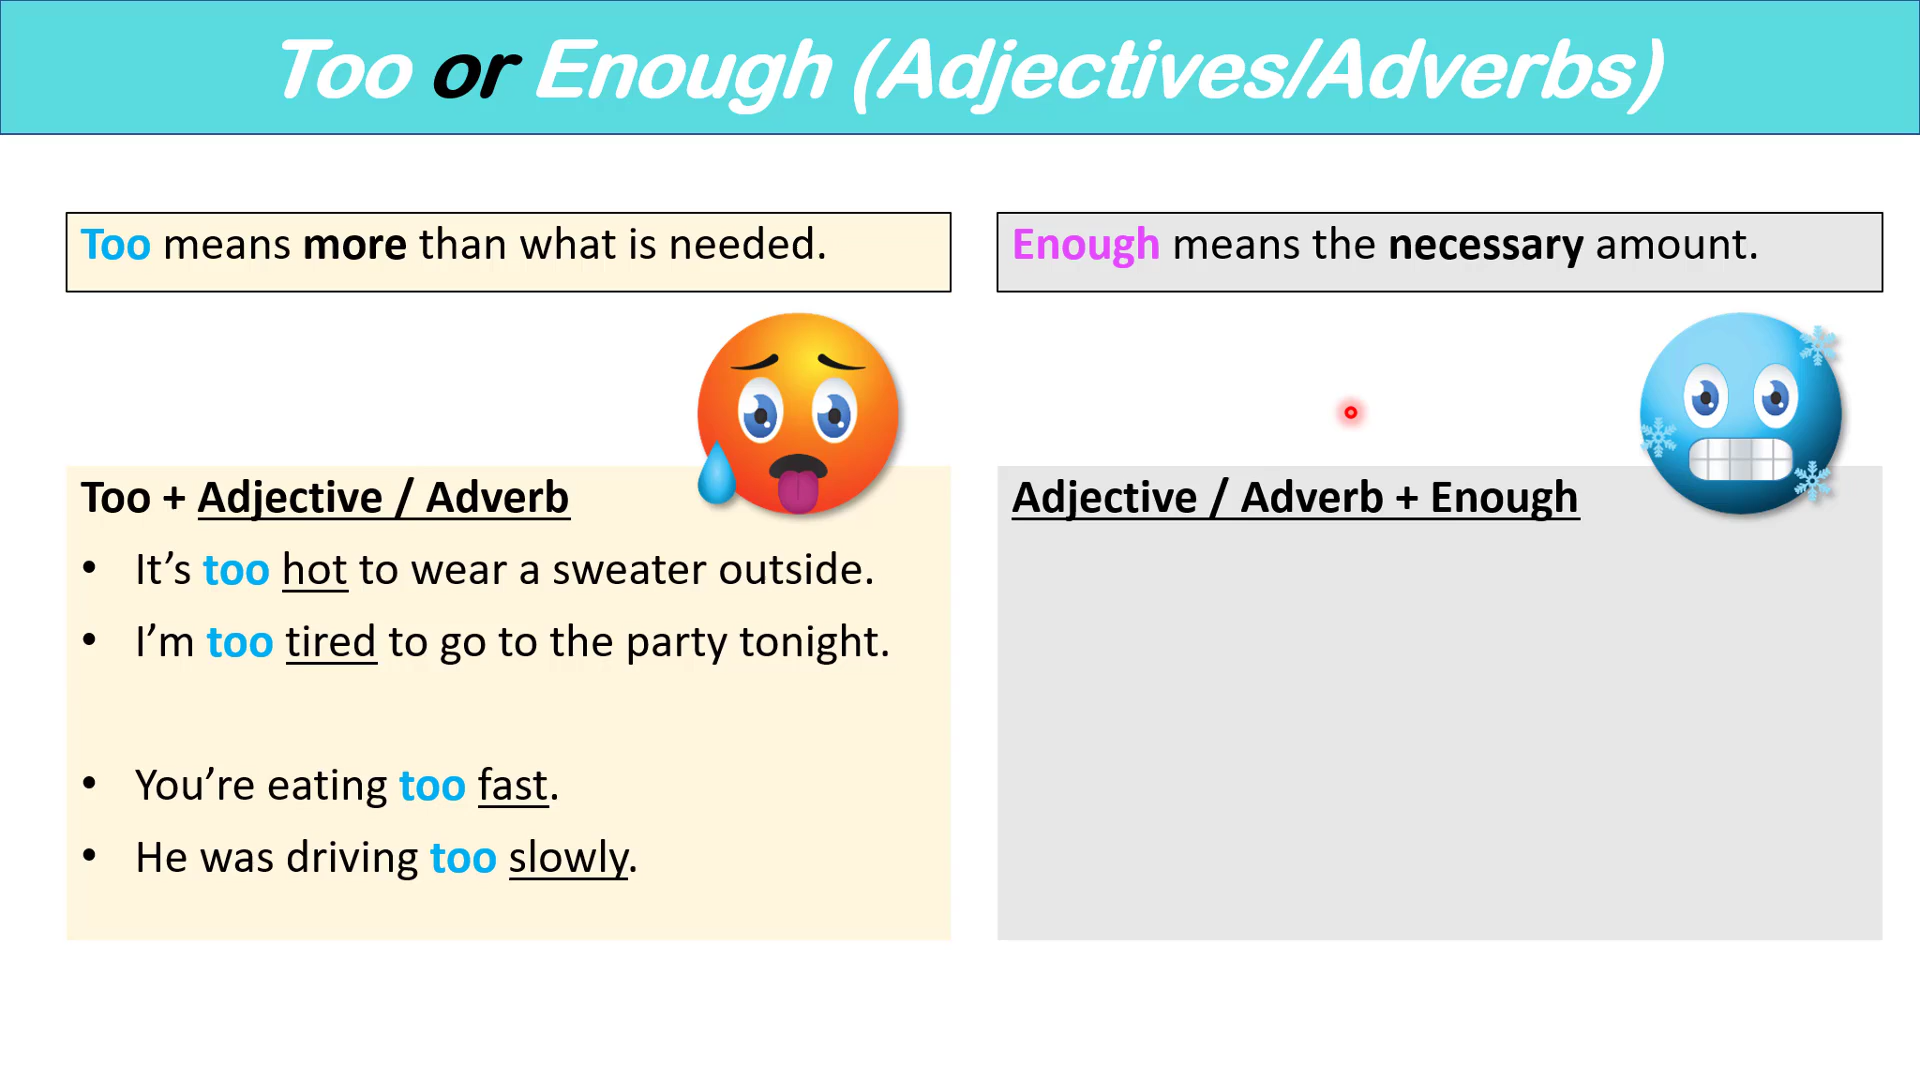 Too or Enough (Adjectives/Adverbs)
Too means more than what is needed.
Enough means the necessary amount.
Too + Adjective / Adverb
• It’s too hot to wear a sweater outside.
• I’m too tired to go to the party tonight.
• You’re eating too fast.
• He was driving too slowly.
Adjective / Adverb + Enough